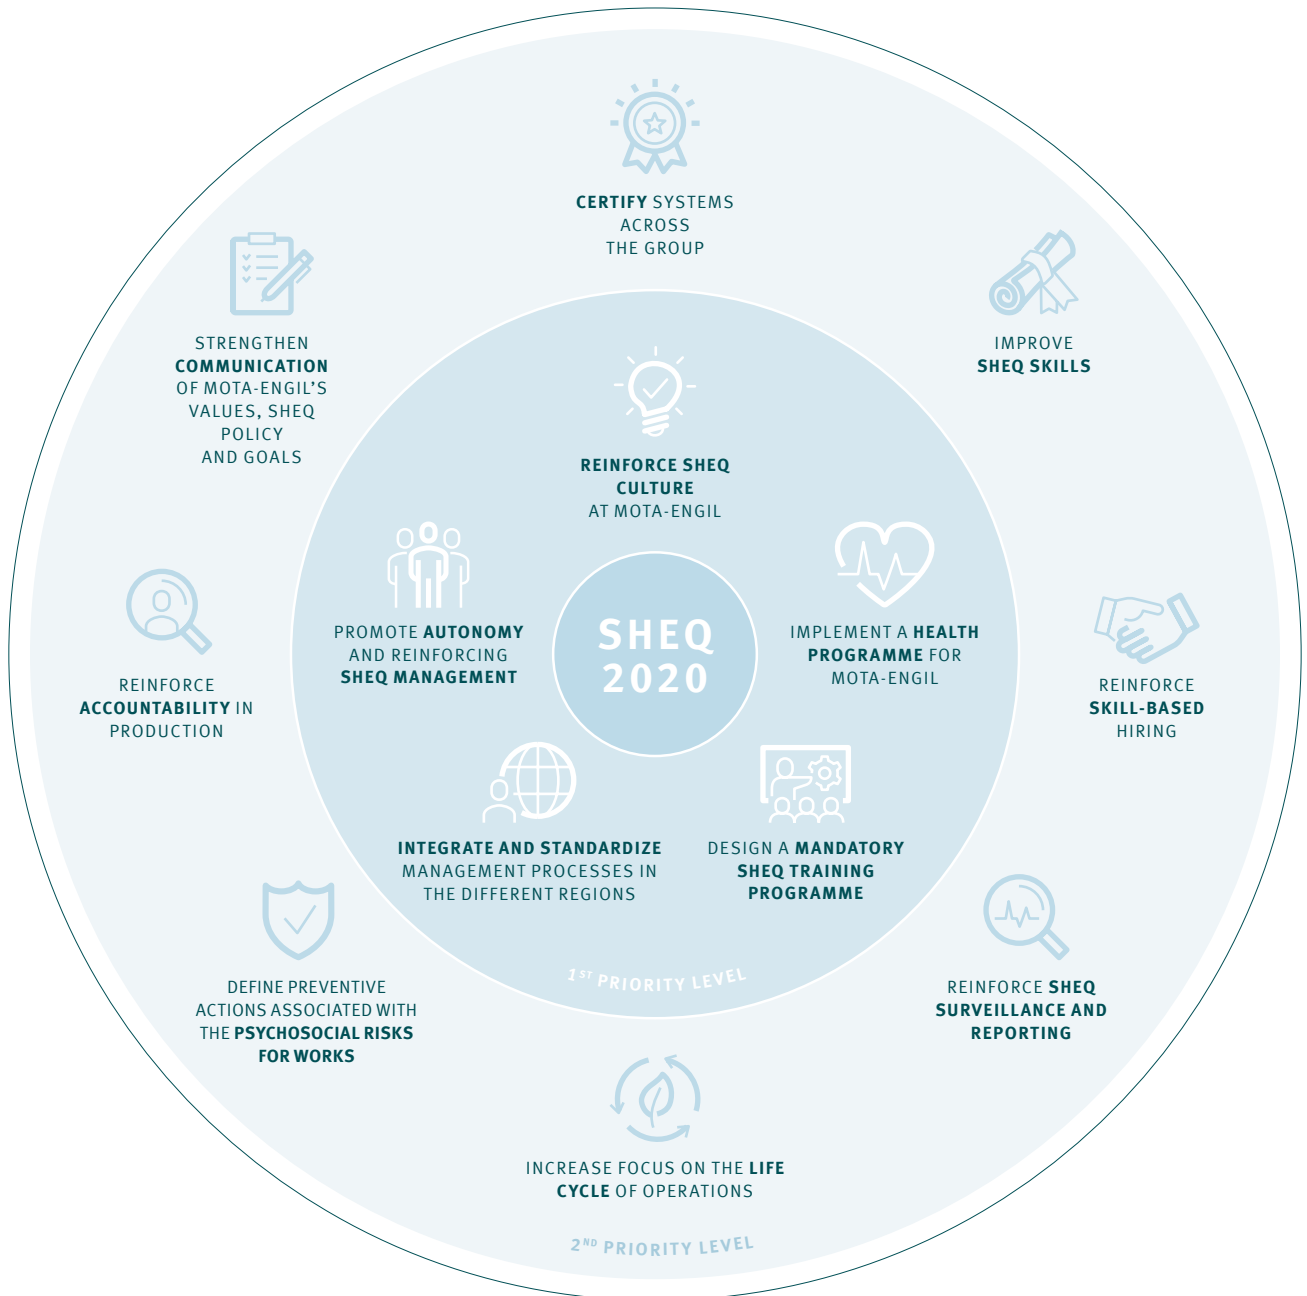 CERTIFY SYSTEMS
ACROSS
THE GROUP
STRENGTHEN
COMMUNICATION
OF MOTA-ENGIL’S
VALUES, SHEQ
POLICY
AND GOALS
IMPROVE
SHEQ SKILLS
REINFORCE SHEQ
CULTURE
AT MOTA-ENGIL
PROMOTE AUTONOMY
AND REINFORCING
SHEQ MANAGEMENT
SHEQ
2020
IMPLEMENT A HEALTH
PROGRAMME FOR
MOTA-ENGIL
REINFORCE
ACCOUNTABILITY IN
PRODUCTION
REINFORCE
SKILL-BASED
HIRING
INTEGRATE AND STANDARDIZE
MANAGEMENT PROCESSES IN
THE DIFFERENT REGIONS
DESIGN A MANDATORY
SHEQ TRAINING
PROGRAMME
1ST PRIORITY LEVEL
DEFINE PREVENTIVE
ACTIONS ASSOCIATED WITH
THE PSYCHOSOCIAL RISKS
FOR WORKS
REINFORCE SHEQ
SURVEILLANCE AND
REPORTING
INCREASE FOCUS ON THE LIFE
CYCLE OF OPERATIONS
2ND PRIORITY LEVEL